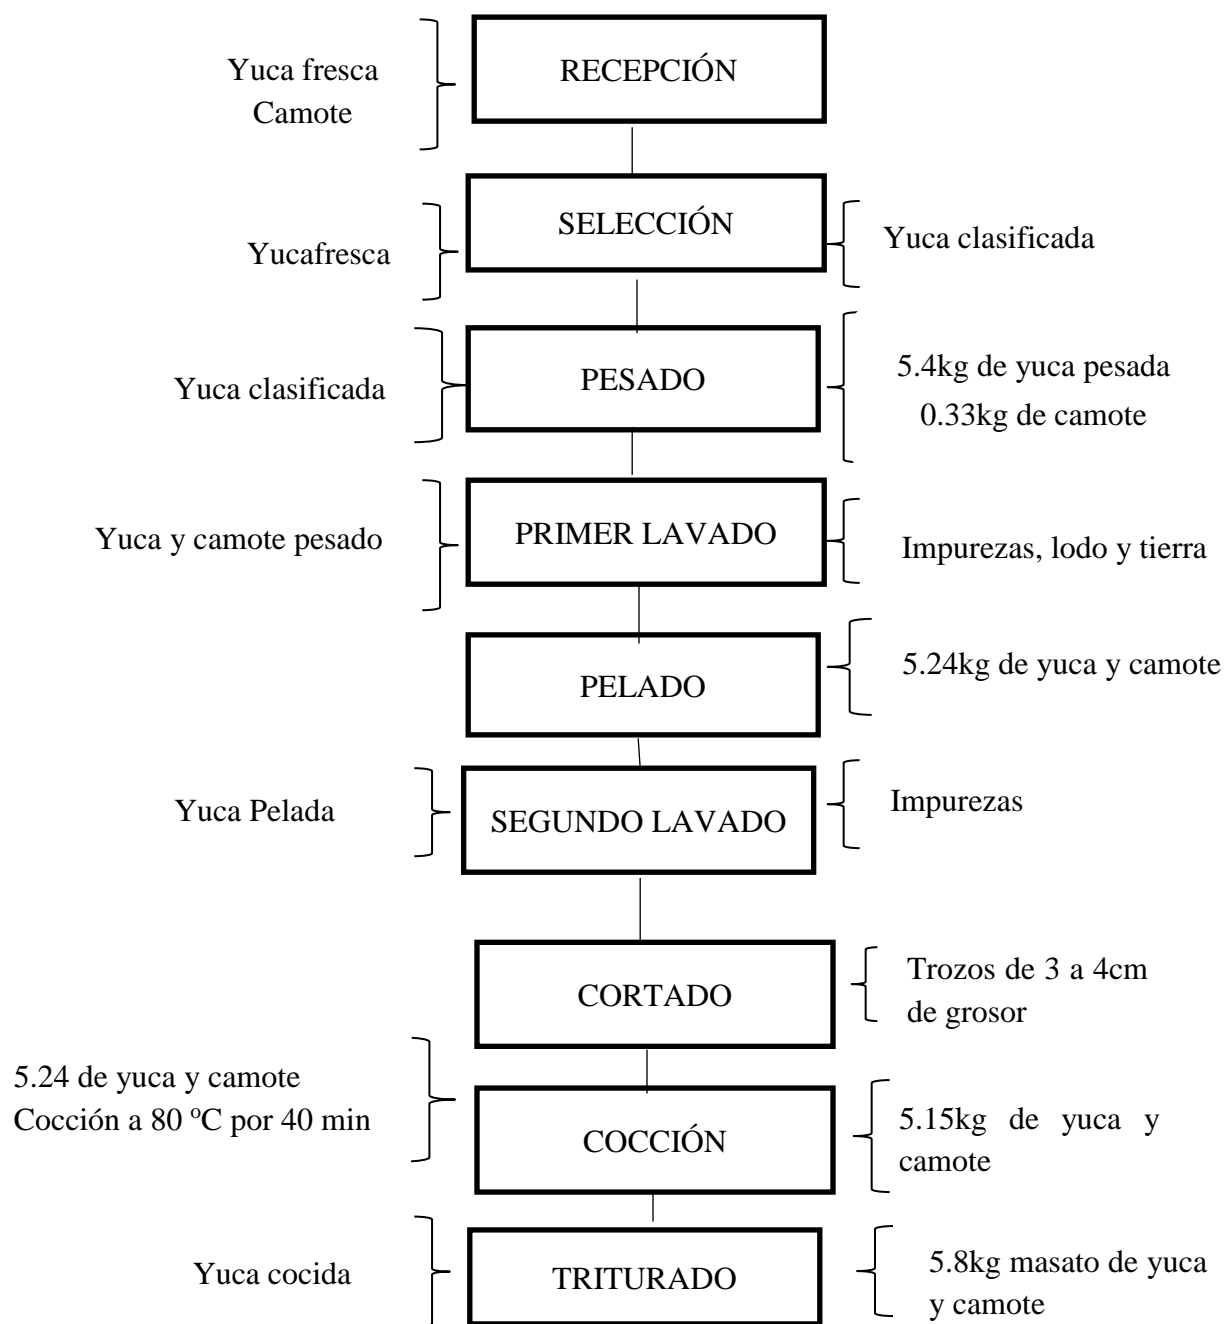 Yuca fresca
Camote
RECEPCIÓN
Yucafresca
SELECCIÓN
Yuca clasificada
Yuca clasificada
PESADO
5.4kg de yuca pesada
0.33kg de camote
Yuca y camote pesado
PRIMER LAVADO
Impurezas, lodo y tierra
PELADO
5.24kg de yuca y camote
Yuca Pelada
SEGUNDO LAVADO
Impurezas
CORTADO
Trozos de 3 a 4cm
de grosor
5.24 de yuca y camote
Cocción a 80 ºC por 40 min
COCCIÓN
5.15kg de yuca y
camote
Yuca cocida
TRITURADO
5.8kg masato de yuca
y camote